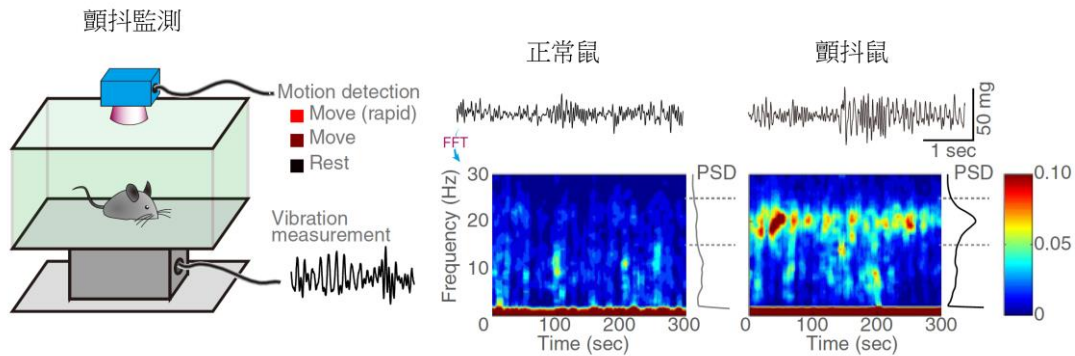 顫抖監測
Motion detection
Move (rapid)
Move
Rest
Vibration
measurement
正常鼠
顫抖鼠
50 mg
1 sec
FFT
PSD
PSD
Frequency (Hz)
30
20
10
0
100
200
300
Time (sec)
0
100
200
300
Time (sec)
0.10
0.05
0